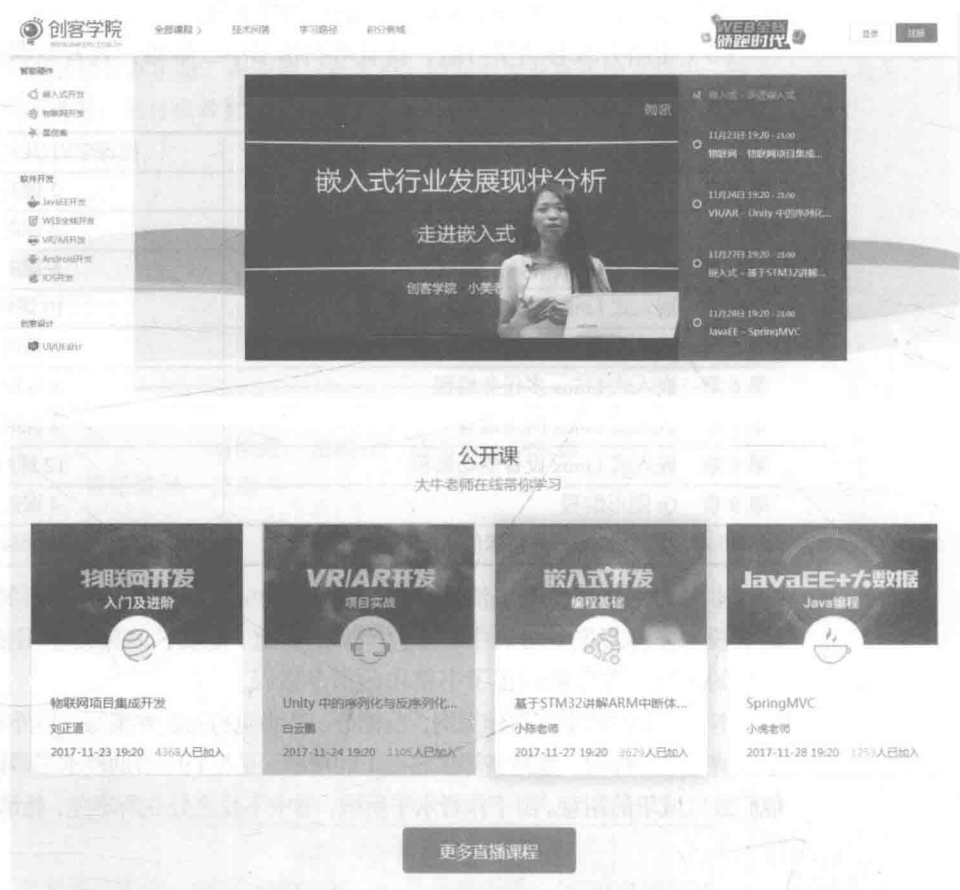 创客学院
全部课程 >
技术问答
学习路径
积分商城
WEB全栈
领跑时代
登录
注册
智能硬件
嵌入式开发
物联网开发
星创客
软件开发
JavaEE开发
WEB全栈开发
VR/AR开发
Android开发
IOS开发
创意设计
UI/UE设计
嵌入式行业发展现状分析
走进嵌入式
创客学院 小美老
嵌入式 - 走进嵌入式
11月23日 19:20 - 21:00
物联网 - 物联网项目集成...
11月24日 19:20 - 21:00
VR/AR - Unity 中的序列化...
11月27日 19:20 - 21:00
嵌入式 - 基于STM32讲解...
11月28日 19:20 - 21:00
JavaEE - SpringMVC
公开课
大牛老师在线带你学习
物联网开发
入门及进阶
物联网项目集成开发
刘正道
2017-11-23 19:20 4368人已加入
VR/AR开发
项目实战
Unity 中的序列化与反序列化...
白云鹏
2017-11-24 19:20 1105人已加入
嵌入式开发
编程基础
基于STM32讲解ARM中断体...
小陈老师
2017-11-27 19:20 3629人已加入
JavaEE+大数据
Java编程
SpringMVC
小虎老师
2017-11-28 19:20 1253人已加入
更多直播课程